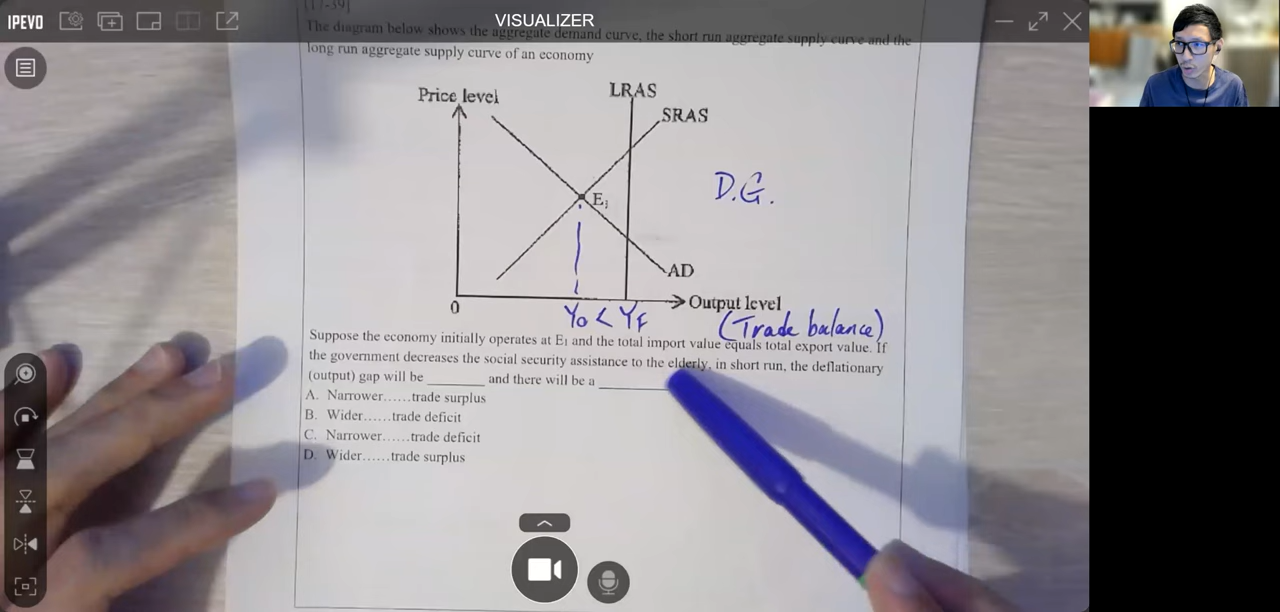 IPEVO
VISUALIZER
[17-39]
The diagram below shows the aggregate demand curve, the short run aggregate supply curve and the
long run aggregate supply curve of an economy
Price level
LRAS
SRAS
D.G.
E₁
AD
0
Output level
Yo < YF
(Trade balance)
Suppose the economy initially operates at E₁ and the total import value equals total export value. If
the government decreases the social security assistance to the elderly, in short run, the deflationary
(output) gap will be ________ and there will be a __________
A. Narrower......trade surplus
B. Wider......trade deficit
C. Narrower......trade deficit
D. Wider......trade surplus